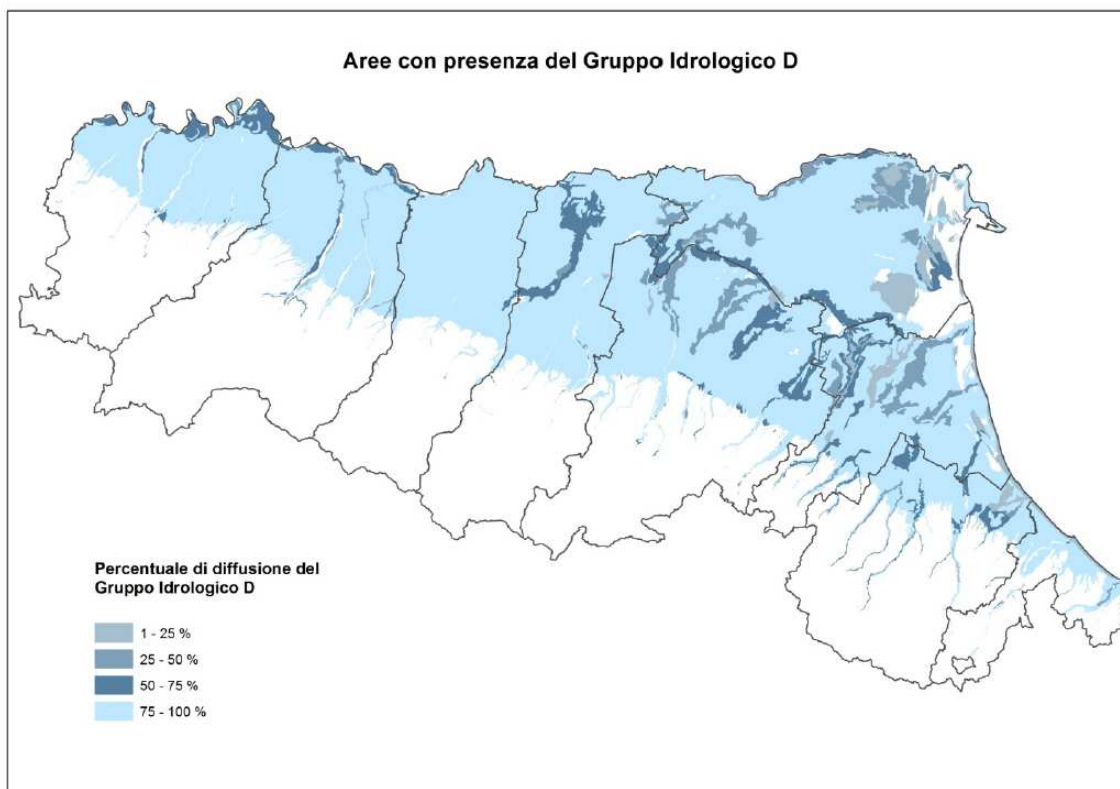 Aree con presenza del Gruppo Idrologico D
Percentuale di diffusione del
Gruppo Idrologico D
1 - 25 %
25 - 50 %
50 - 75 %
75 - 100 %